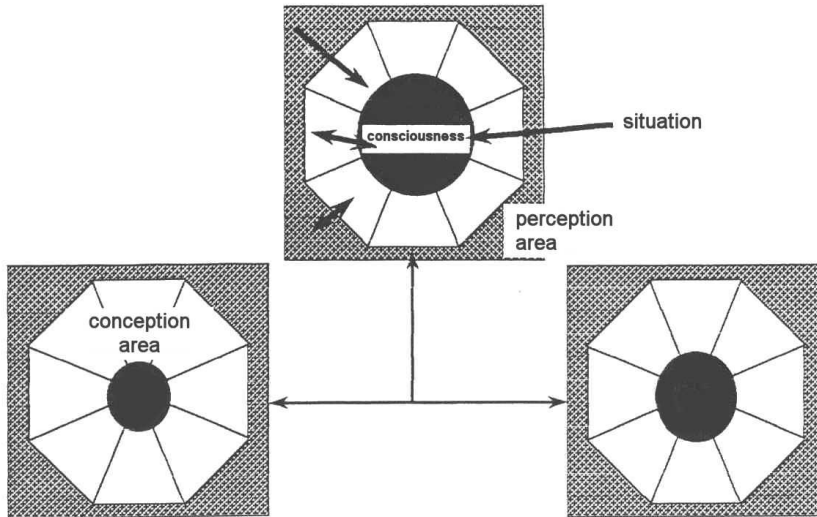 consciousness
situation
perception
area
conception
area